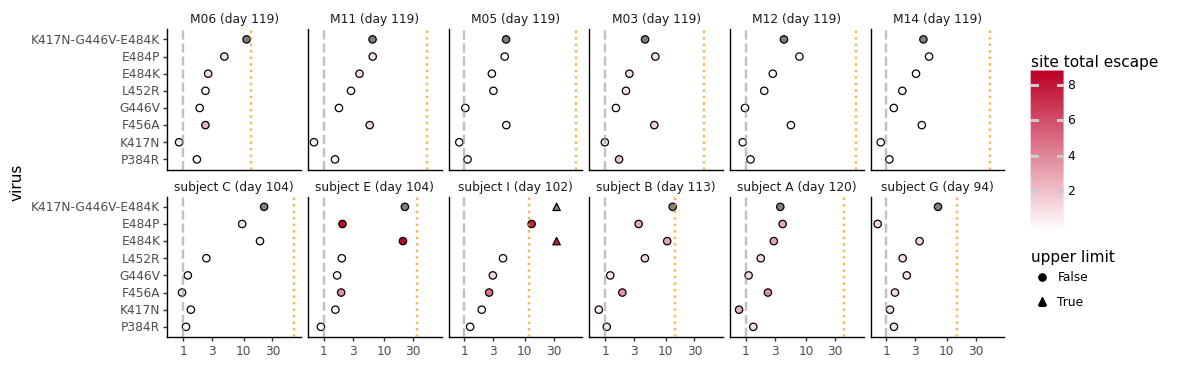 M06 (day 119) M11 (day 119) M05 (day 119) M03 (day 119) M12 (day 119) M14 (day 119)
K417N-G446V-E484K
E484P
E484K
L452R
G446V
F456A
K417N
P384R
virus
subject C (day 104) subject E (day 104) subject I (day 102) subject B (day 113) subject A (day 120) subject G (day 94)
K417N-G446V-E484K
E484P
E484K
L452R
G446V
F456A
K417N
P384R
1 3 10 30 1 3 10 30 1 3 10 30 1 3 10 30 1 3 10 30 1 3 10 30
site total escape
8
6
4
2
upper limit
False
True